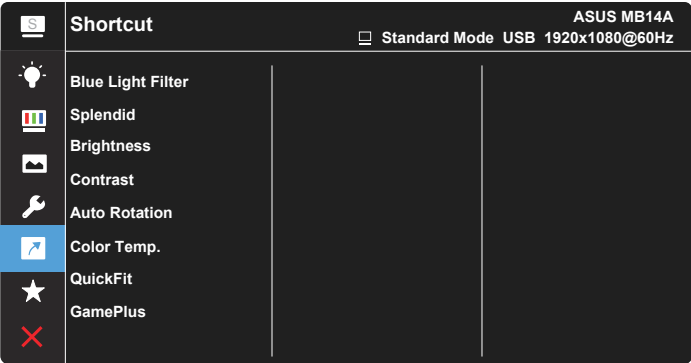 S
Shortcut
ASUS MB14A
Standard Mode USB 1920x1080@60Hz
Blue Light Filter
Splendid
Brightness
Contrast
Auto Rotation
Color Temp.
QuickFit
GamePlus